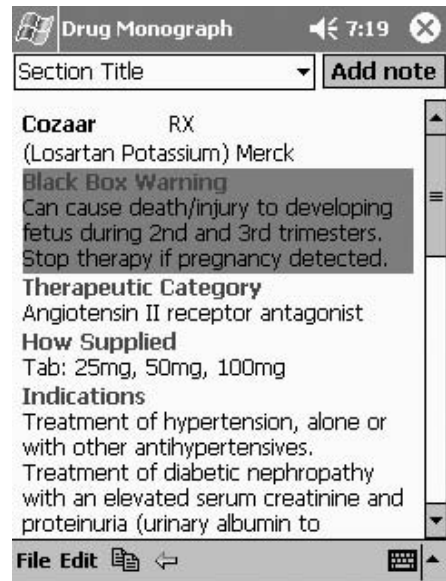 Drug Monograph 7:19
Section Title Add note
Cozaar RX
(Losartan Potassium) Merck
Black Box Warning
Can cause death/injury to developing
fetus during 2nd and 3rd trimesters.
Stop therapy if pregnancy detected.
Therapeutic Category
Angiotensin II receptor antagonist
How Supplied
Tab: 25mg, 50mg, 100mg
Indications
Treatment of hypertension, alone or
with other antihypertensives.
Treatment of diabetic nephropathy
with an elevated serum creatinine and
proteinuria (urinary albumin to
File Edit